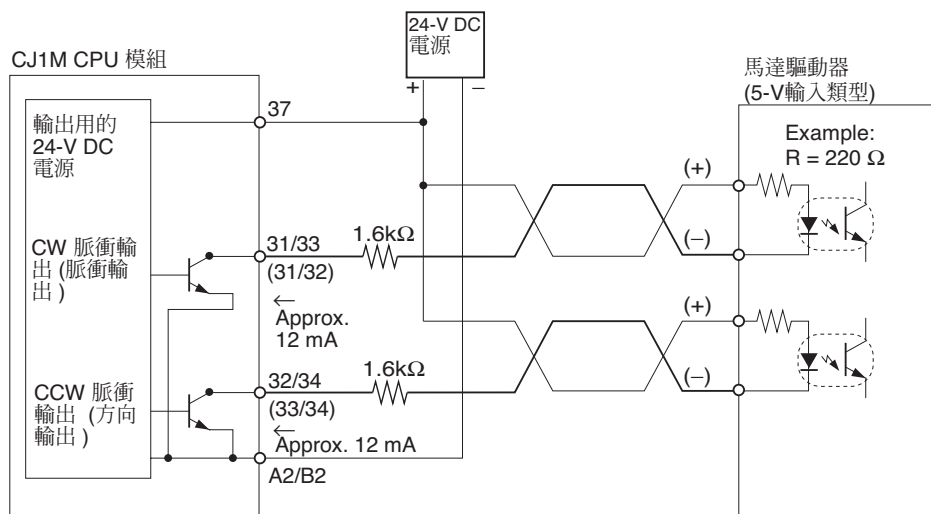 24-V DC
電源
CJ1M CPU 模組
+
−
馬達驅動器
(5-V輸入類型)
輸出用的
24-V DC
電源
37
Example:
R = 220 Ω
(+)
CW 脈衝輸
出 (脈衝輸
出 )
31/33
1.6kΩ
(−)
(31/32)
←
Approx.
12 mA
(+)
CCW 脈衝
輸出 (方向
輸出 )
32/34
1.6kΩ
(−)
(33/34)
←
Approx. 12 mA
A2/B2